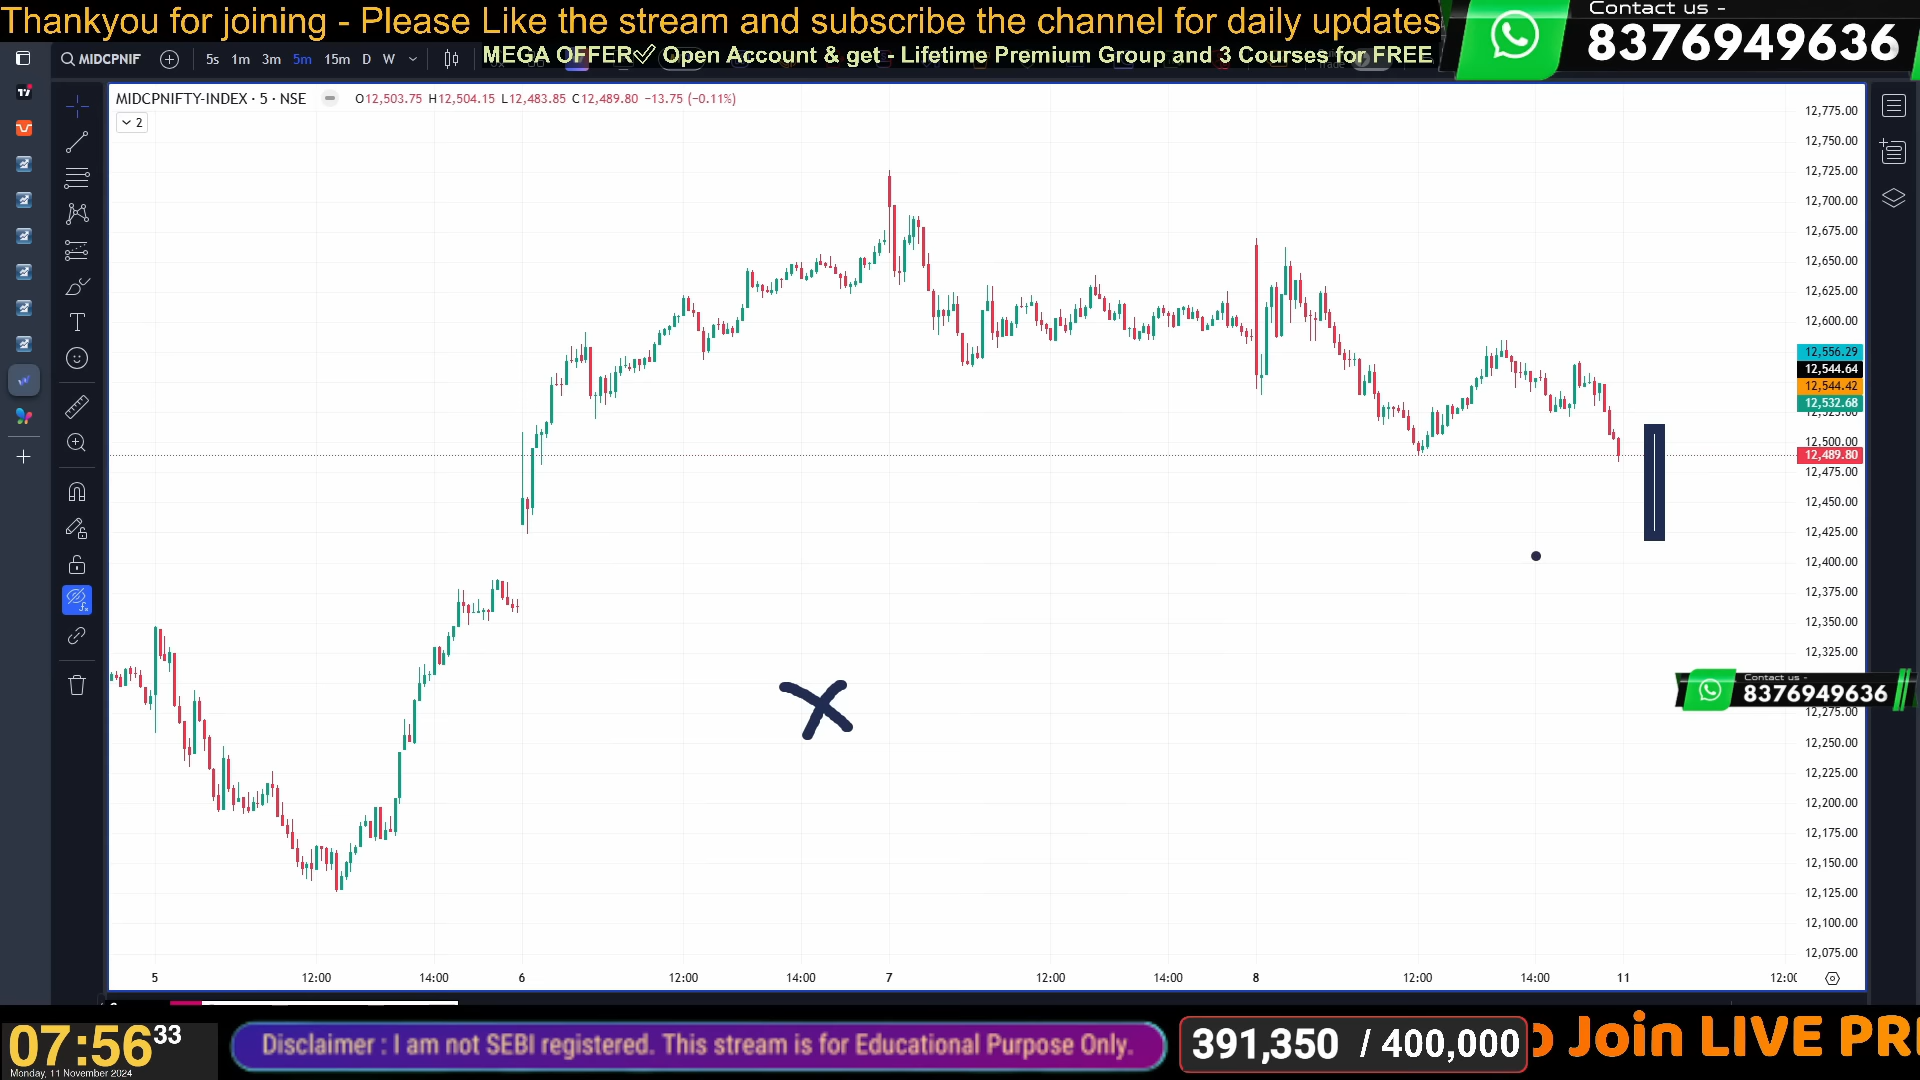 Thankyou for joining - Please Like the stream and subscribe the channel for daily updates
Contact us -
8376949636
MEGA OFFER✓ Open Account & get - Lifetime Premium Group and 3 Courses for FREE
MIDCPNIF
5s 1m 3m 5m 15m D W
MIDCPNIFTY-INDEX · 5 · NSE
O12,503.75 H12,504.15 L12,483.85 C12,489.80 −13.75 (−0.11%)
2
12,775.00
12,750.00
12,725.00
12,700.00
12,675.00
12,650.00
12,625.00
12,600.00
12,556.29
12,544.64
12,544.42
12,532.68
12,525.00
12,500.00
12,489.80
12,475.00
12,450.00
12,425.00
12,400.00
12,375.00
12,350.00
12,325.00
Contact us -
8376949636
12,275.00
12,250.00
12,225.00
12,200.00
12,175.00
12,150.00
12,125.00
12,100.00
12,075.00
5 12:00 14:00 6 12:00 14:00 7 12:00 14:00 8 12:00 14:00 11 12:00
07:56 33
Monday, 11 November 2024
Disclaimer : I am not SEBI registered. This stream is for Educational Purpose Only.
391,350 / 400,000
Join LIVE PR